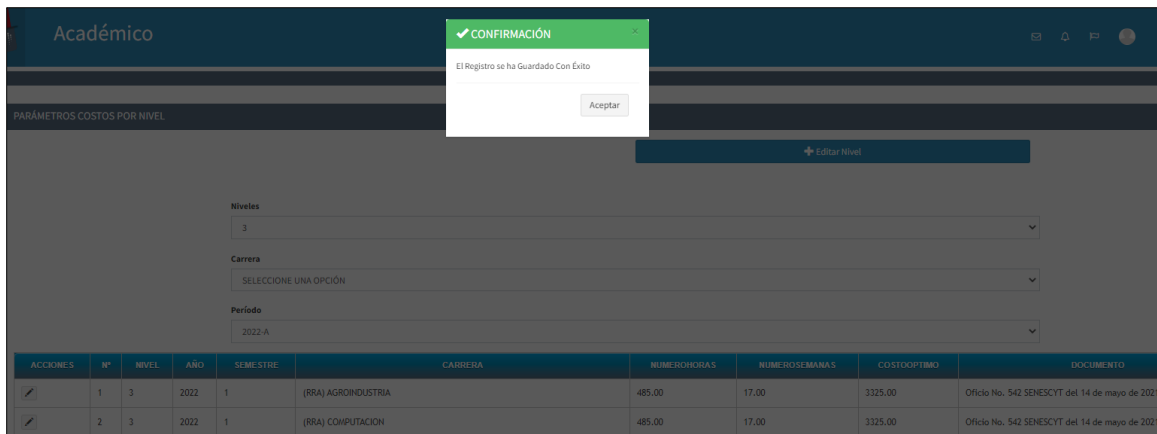 Académico
CONFIRMACIÓN
×
El Registro se ha Guardado Con Éxito
Aceptar
PARÁMETROS COSTOS POR NIVEL
Editar Nivel
Niveles
3
Carrera
SELECCIONE UNA OPCIÓN
Período
2022-A
ACCIONES N° NIVEL AÑO SEMESTRE CARRERA NUMEROHORAS NUMEROSEMANAS COSTOOPTIMO DOCUMENTO
1 3 2022 1 (RRA) AGROINDUSTRIA 485.00 17.00 3325.00 Oficio No. 542 SENESCYT del 14 de mayo de 202
2 3 2022 1 (RRA) COMPUTACION 485.00 17.00 3325.00 Oficio No. 542 SENESCYT del 14 de mayo de 202